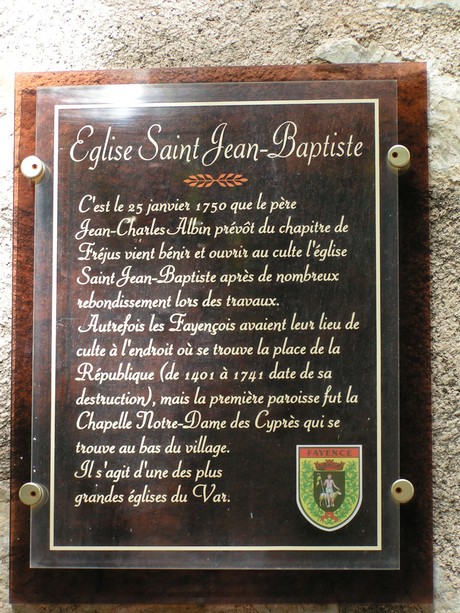 Eglise Saint Jean-Baptiste
C'est le 25 janvier 1750 que le père
Jean-Charles Albin prévôt du chapitre de
Fréjus vient bénir et ouvrir au culte l'église
Saint Jean-Baptiste après de nombreux
rebondissement lors des travaux.
Autrefois les Fayençois avaient leur lieu de
culte à l'endroit où se trouve la place de la
République (de 1401 à 1741 date de sa
destruction), mais la première paroisse fut la
Chapelle Notre-Dame des Cyprès qui se
trouve au bas du village.
Il s'agit d'une des plus
grandes églises du Var.
FAYENCE